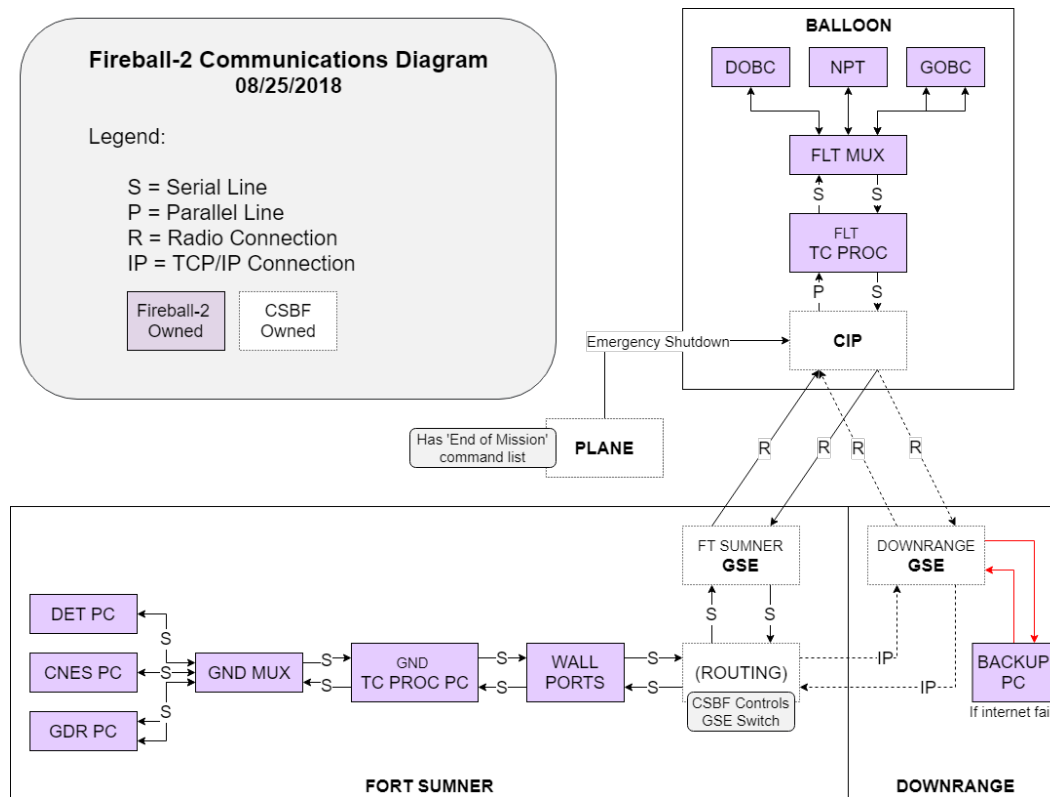 Fireball-2 Communications Diagram
08/25/2018
Legend:
S = Serial Line
P = Parallel Line
R = Radio Connection
IP = TCP/IP Connection
Fireball-2
Owned
CSBF
Owned
BALLOON
DOBC
NPT
GOBC
FLT MUX
S
S
FLT
TC PROC
P
S
CIP
Emergency Shutdown
Has 'End of Mission'
command list
PLANE
R
R
R
R
FT SUMNER
GSE
DOWNRANGE
GSE
S
S
DET PC
S
CNES PC
S
GDR PC
S
GND MUX
S
S
GND
TC PROC PC
S
S
WALL
PORTS
S
S
(ROUTING)
CSBF Controls
GSE Switch
IP
IP
BACKUP
PC
If internet fai
FORT SUMNER
DOWNRANGE